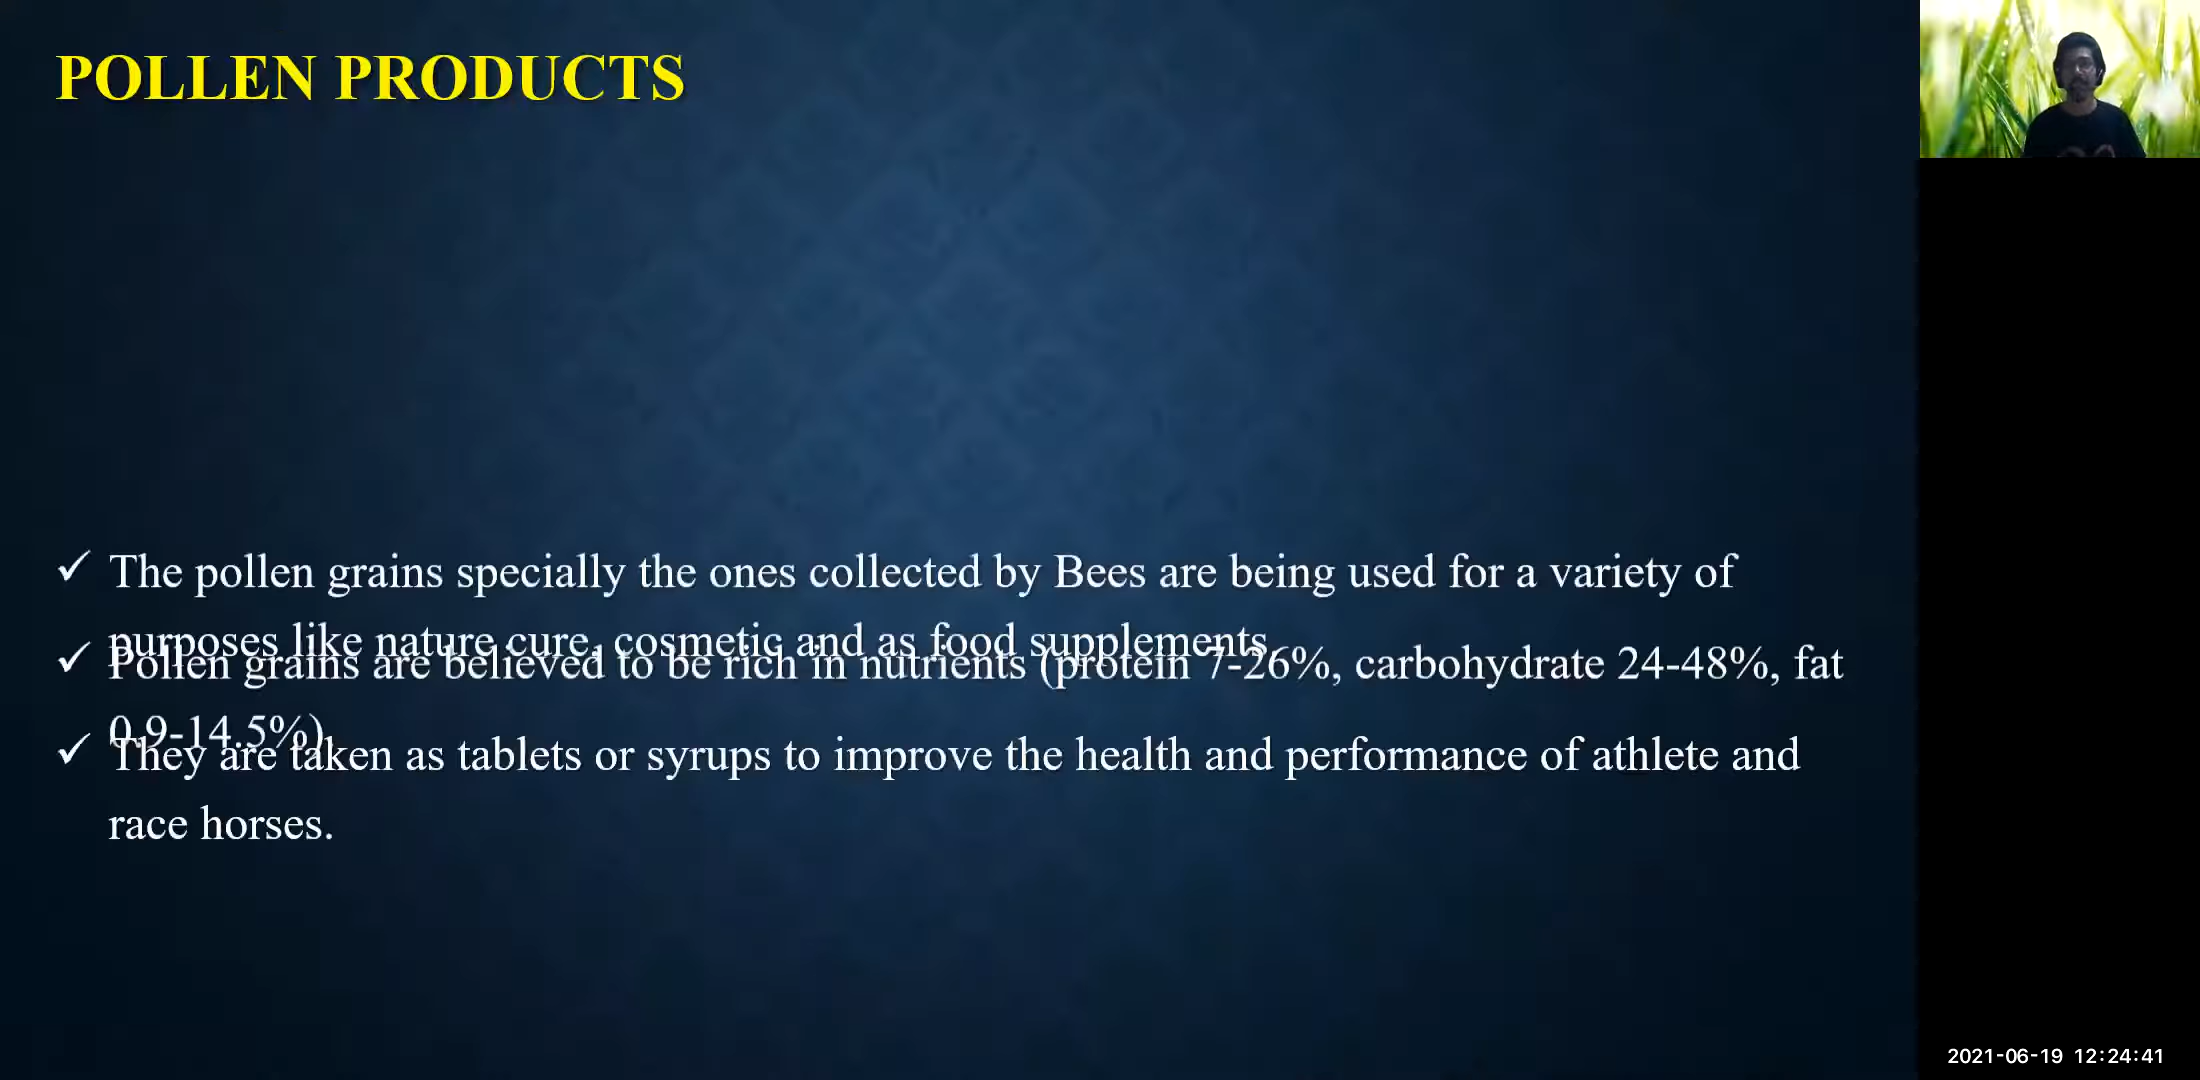 POLLEN PRODUCTS
✓ The pollen grains specially the ones collected by Bees are being used for a variety of
purposes like nature cure, cosmetic and as food supplements.
✓ Pollen grains are believed to be rich in nutrients (protein 7-26%, carbohydrate 24-48%, fat
0.9-14.5%)
✓ They are taken as tablets or syrups to improve the health and performance of athlete and
race horses.
2021-06-19 12:24:41